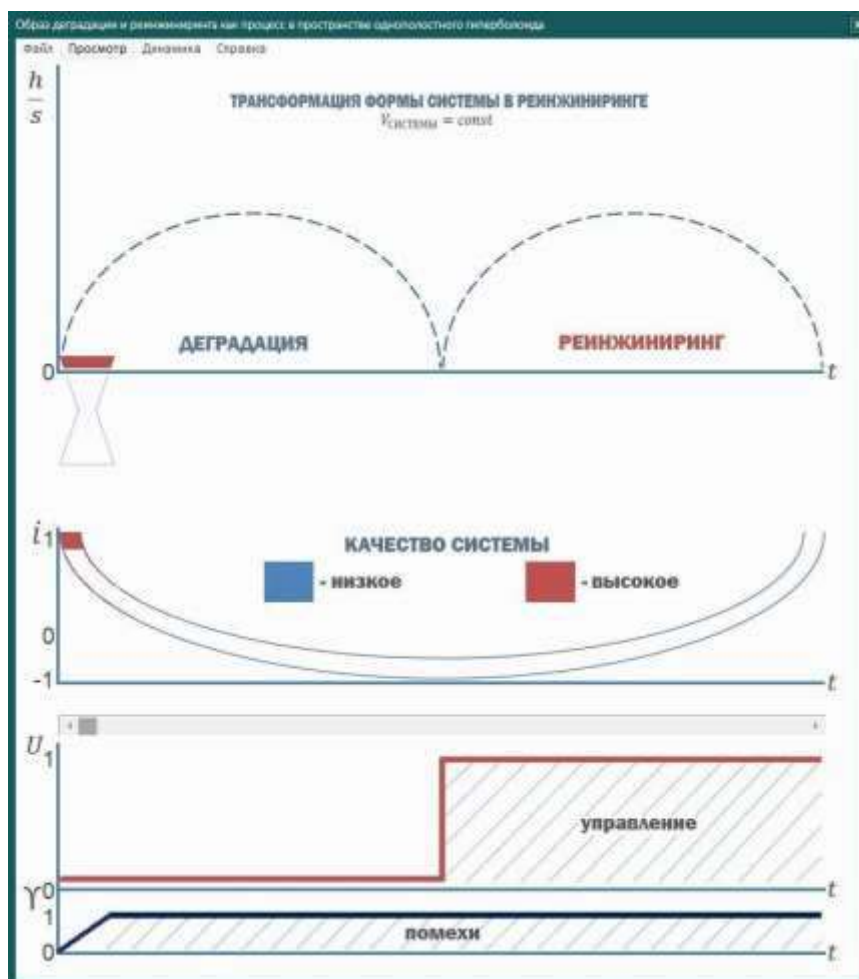 Образ деградации и реинжиниринга как процесс в пространстве однополостного гиперболоида
Файл Просмотр Динамика Справка
h
s
ТРАНСФОРМАЦИЯ ФОРМЫ СИСТЕМЫ В РЕИНЖИНИРИНГЕ
V СИСТЕМЫ = const
ДЕГРАДАЦИЯ
РЕИНЖИНИРИНГ
0
t
i
1
КАЧЕСТВО СИСТЕМЫ
- низкое
- высокое
0
-1
t
U
1
управление
0
t
ϒ
1
помехи
0
t